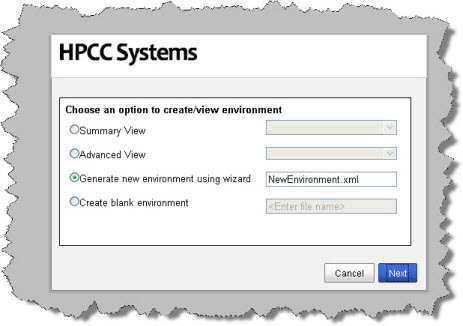 HPCC Systems
Choose an option to create/view environment
Summary View
Advanced View
Generate new environment using wizard NewEnvironment.xml
Create blank environment <Enter file name>
Cancel Next